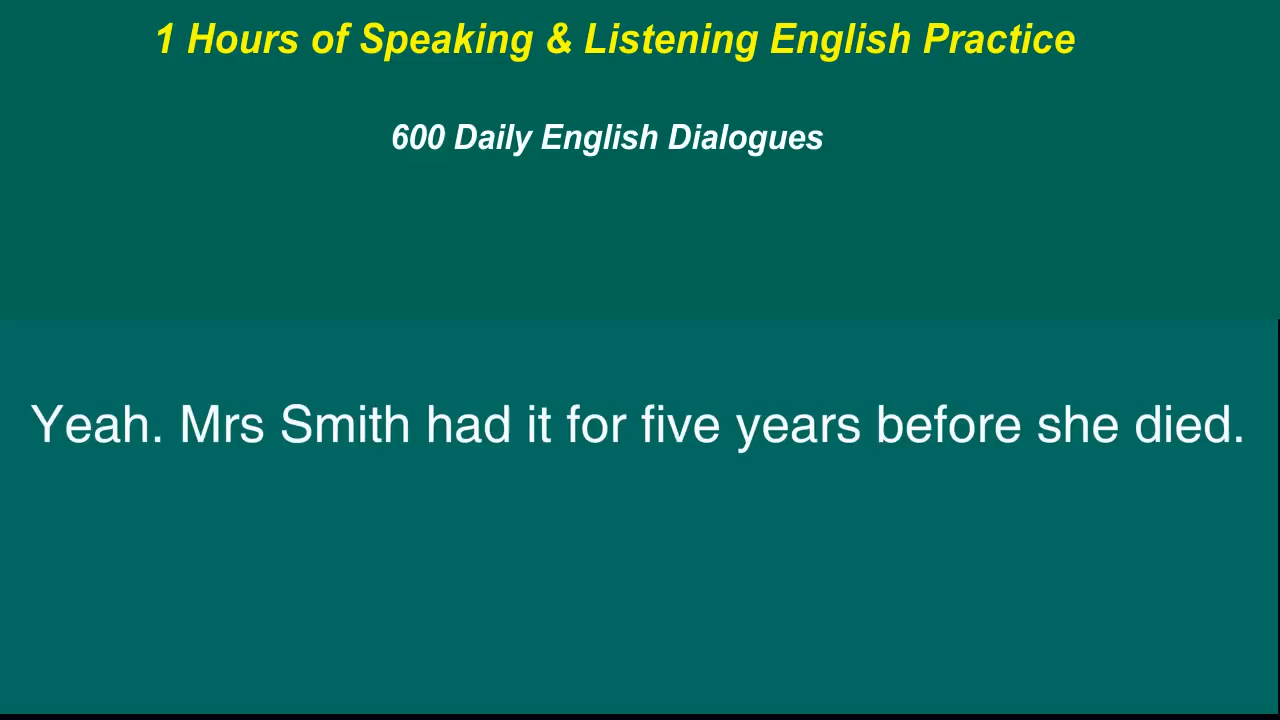 1 Hours of Speaking & Listening English Practice
600 Daily English Dialogues
Yeah. Mrs Smith had it for five years before she died.